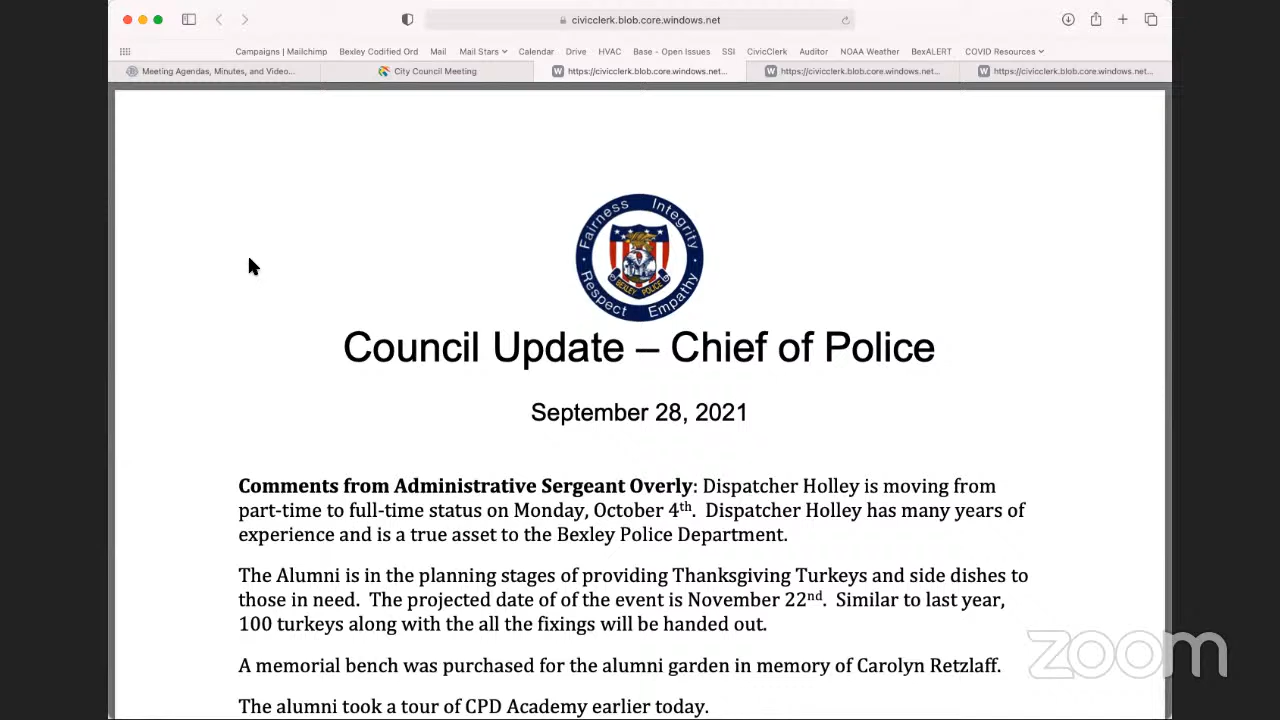 civicclerk.blob.core.windows.net
Campaigns | Mailchimp Bexley Codified Ord Mail Mail Stars Calendar Drive HVAC Base - Open Issues SSI CivicClerk Auditor NOAA Weather BexALERT COVID Resources
Meeting Agendas, Minutes, and Video... City Council Meeting W https://civicclerk.blob.core.windows.net... W https://civicclerk.blob.core.windows.net... W https://civicclerk.blob.core.windows.net...
Fairness Integrity
BEXLEY POLICE
Respect Empathy
Council Update – Chief of Police
September 28, 2021
Comments from Administrative Sergeant Overly: Dispatcher Holley is moving from
part-time to full-time status on Monday, October 4th. Dispatcher Holley has many years of
experience and is a true asset to the Bexley Police Department.
The Alumni is in the planning stages of providing Thanksgiving Turkeys and side dishes to
those in need. The projected date of of the event is November 22nd. Similar to last year,
100 turkeys along with the all the fixings will be handed out.
A memorial bench was purchased for the alumni garden in memory of Carolyn Retzlaff.
The alumni took a tour of CPD Academy earlier today.
zoom